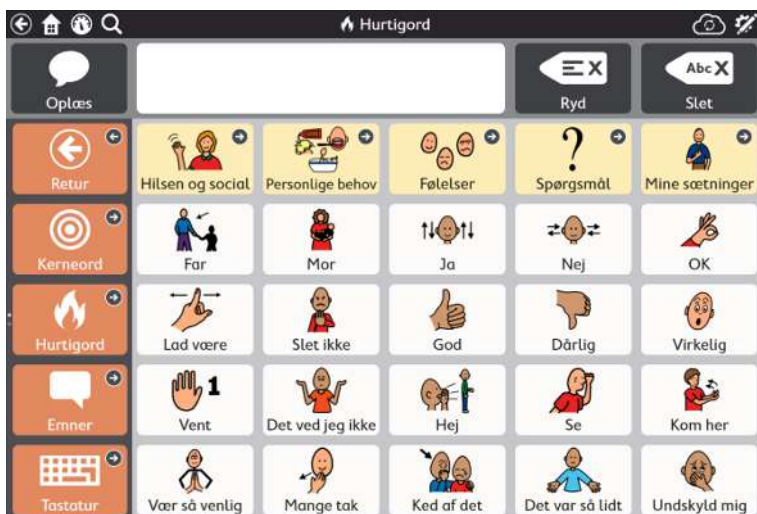 Hurtigord
Oplæs
Abc X
Ryd
Slet
Retur
Hilsen og social
Personlige behov
Følelser
?
Spørgsmål
Mine sætninger
Kerneord
Far
Mor
Ja
Nej
OK
Hurtigord
Lad være
Slet ikke
God
Dårlig
Virkelig
Emner
1
Vent
Det ved jeg ikke
Hej
Se
Kom her
Tastatur
Vær så venlig
Mange tak
Ked af det
Det var så lidt
Undskyld mig